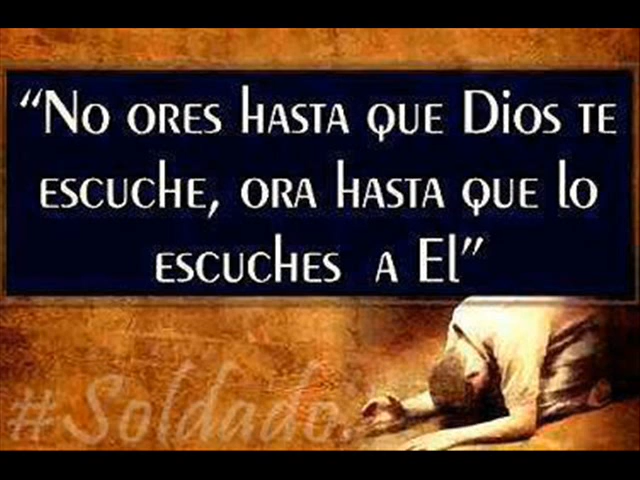 “No ores hasta que Dios te
escuche, ora hasta que lo
escuches a El”
#Soldado.